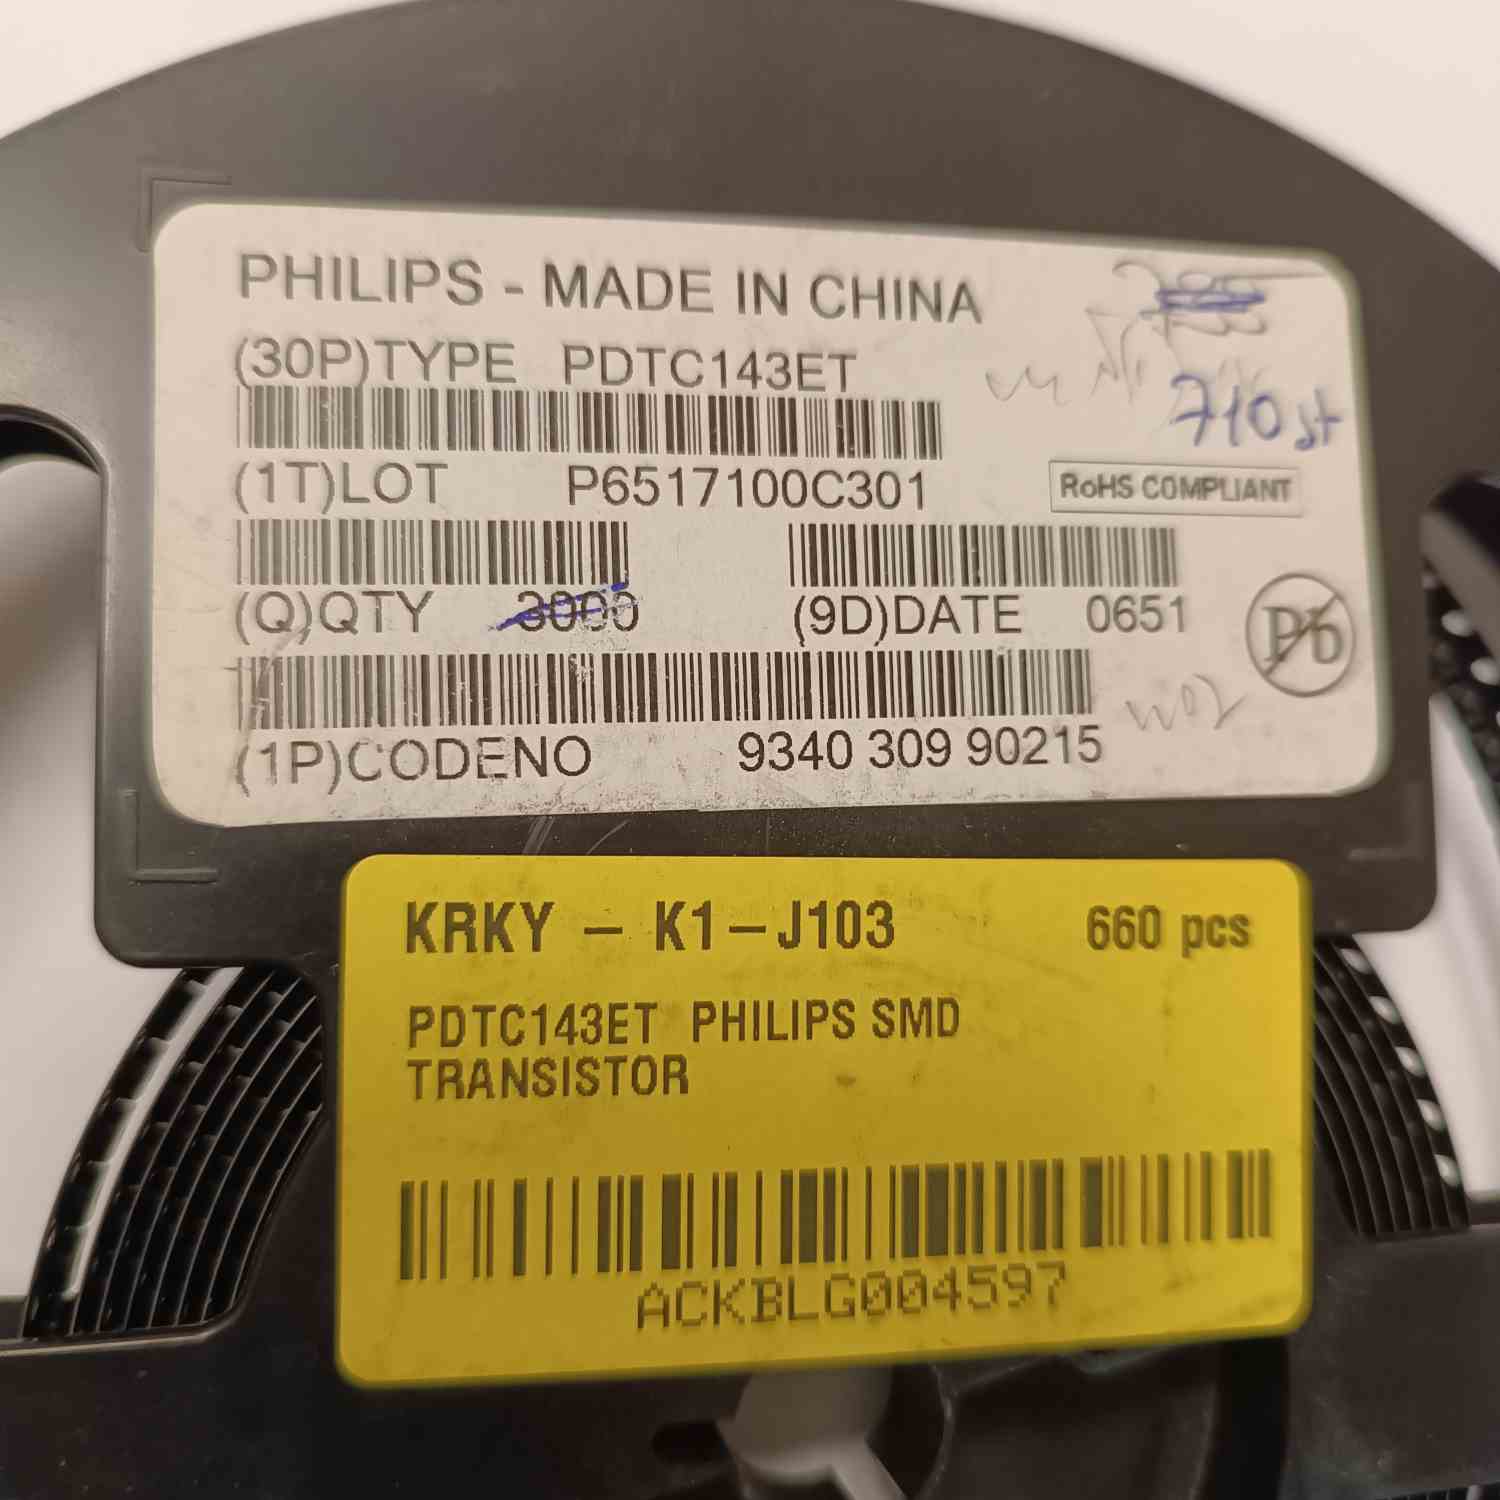 PHILIPS - MADE IN CHINA
(30P)TYPE PDTC143ET
710 st
(1T)LOT P6517100C301
RoHS COMPLIANT
(Q)QTY 3000 (9D)DATE 0651
Pb
(1P)CODENO 9340 309 90215
KRKY - K1-J103 660 pcs
PDTC143ET PHILIPS SMD
TRANSISTOR
ACKBLG004597